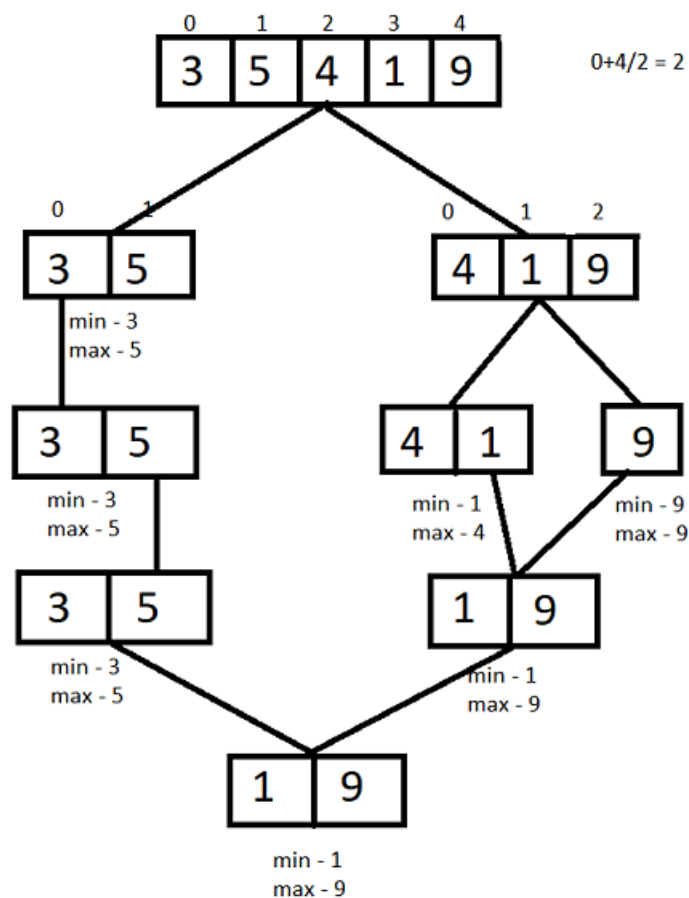 0 1 2 3 4
3 5 4 1 9
0+4/2 = 2
0 1
0 1 2
3 5
4 1 9
min - 3
max - 5
3 5
4 1
9
min - 3
max - 5
min - 1
max - 4
min - 9
max - 9
3 5
1 9
min - 3
max - 5
min - 1
max - 9
1 9
min - 1
max - 9